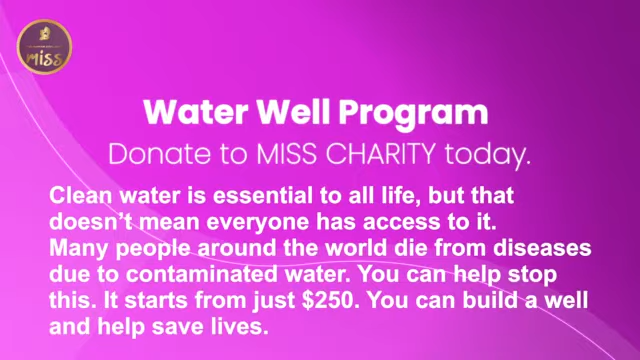 miss
Water Well Program
Donate to MISS CHARITY today.
Clean water is essential to all life, but that
doesn’t mean everyone has access to it.
Many people around the world die from diseases
due to contaminated water. You can help stop
this. It starts from just $250. You can build a well
and help save lives.